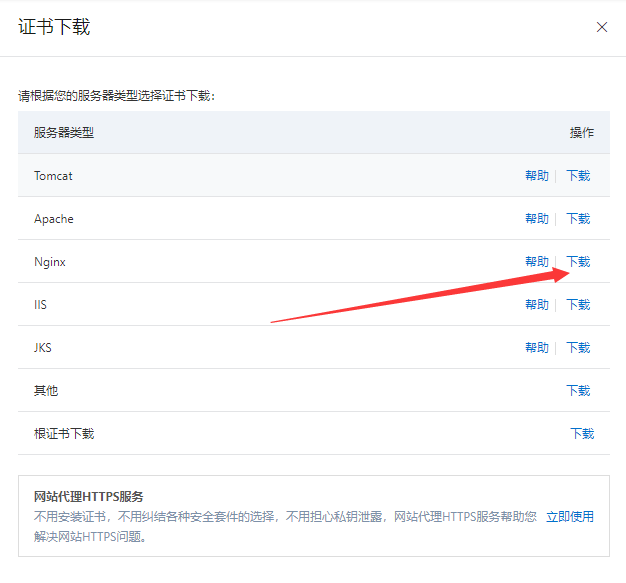 证书下载
请根据您的服务器类型选择证书下载：
服务器类型 操作
Tomcat 帮助 下载
Apache 帮助 下载
Nginx 帮助 下载
IIS 帮助 下载
JKS 帮助 下载
其他 下载
根证书下载 下载
网站代理HTTPS服务
不用安装证书，不用纠结各种安全套件的选择，不用担心私钥泄露，网站代理HTTPS服务帮助您 立即使用
解决网站HTTPS问题。